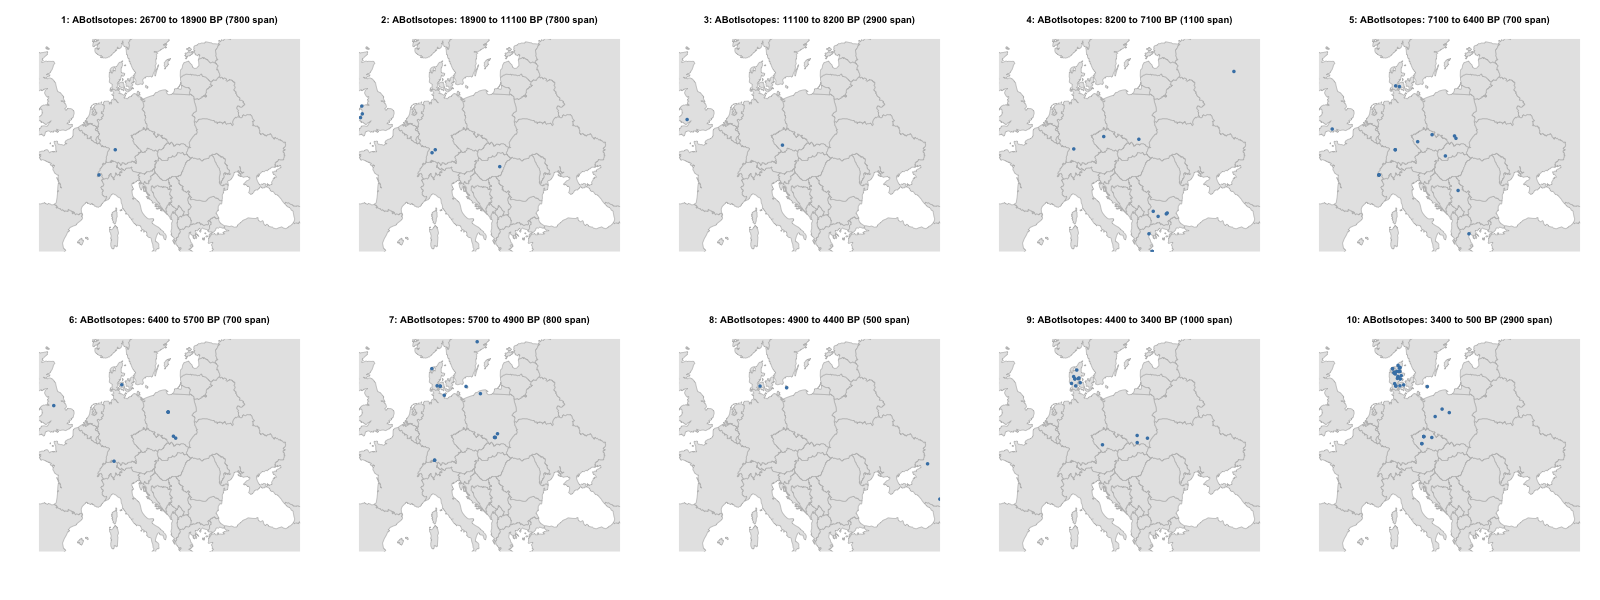 1: ABotIsotopes: 26700 to 18900 BP (7800 span)
2: ABotIsotopes: 18900 to 11100 BP (7800 span)
3: ABotIsotopes: 11100 to 8200 BP (2900 span)
4: ABotIsotopes: 8200 to 7100 BP (1100 span)
5: ABotIsotopes: 7100 to 6400 BP (700 span)
6: ABotIsotopes: 6400 to 5700 BP (700 span)
7: ABotIsotopes: 5700 to 4900 BP (800 span)
8: ABotIsotopes: 4900 to 4400 BP (500 span)
9: ABotIsotopes: 4400 to 3400 BP (1000 span)
10: ABotIsotopes: 3400 to 500 BP (2900 span)